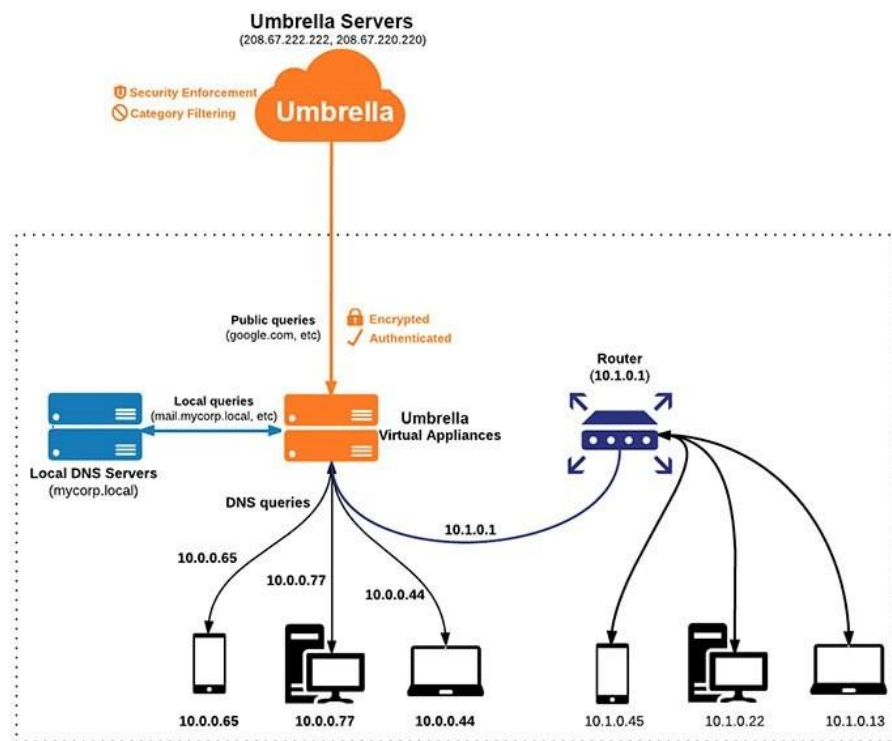 Umbrella Servers
(208.67.222.222, 208.67.220.220)
Security Enforcement
Category Filtering
Umbrella
Public queries
(google.com, etc)
Encrypted
Authenticated
Router
(10.1.0.1)
Local queries
(mail.mycorp.local, etc)
Umbrella
Virtual Appliances
Local DNS Servers
(mycorp.local)
DNS queries
10.1.0.1
10.0.0.65
10.0.0.77
10.0.0.44
10.0.0.65
10.0.0.77
10.0.0.44
10.1.0.45
10.1.0.22
10.1.0.13